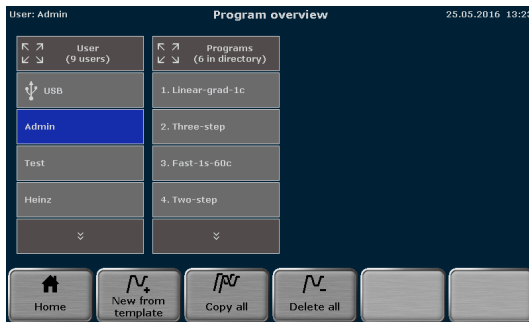 User: Admin
Program overview
25.05.2016 13:22
User
(9 users)
USB
Admin
Test
Heinz
Programs
(6 in directory)
1. Linear-grad-1c
2. Three-step
3. Fast-1s-60c
4. Two-step
Home
New from
template
Copy all
Delete all